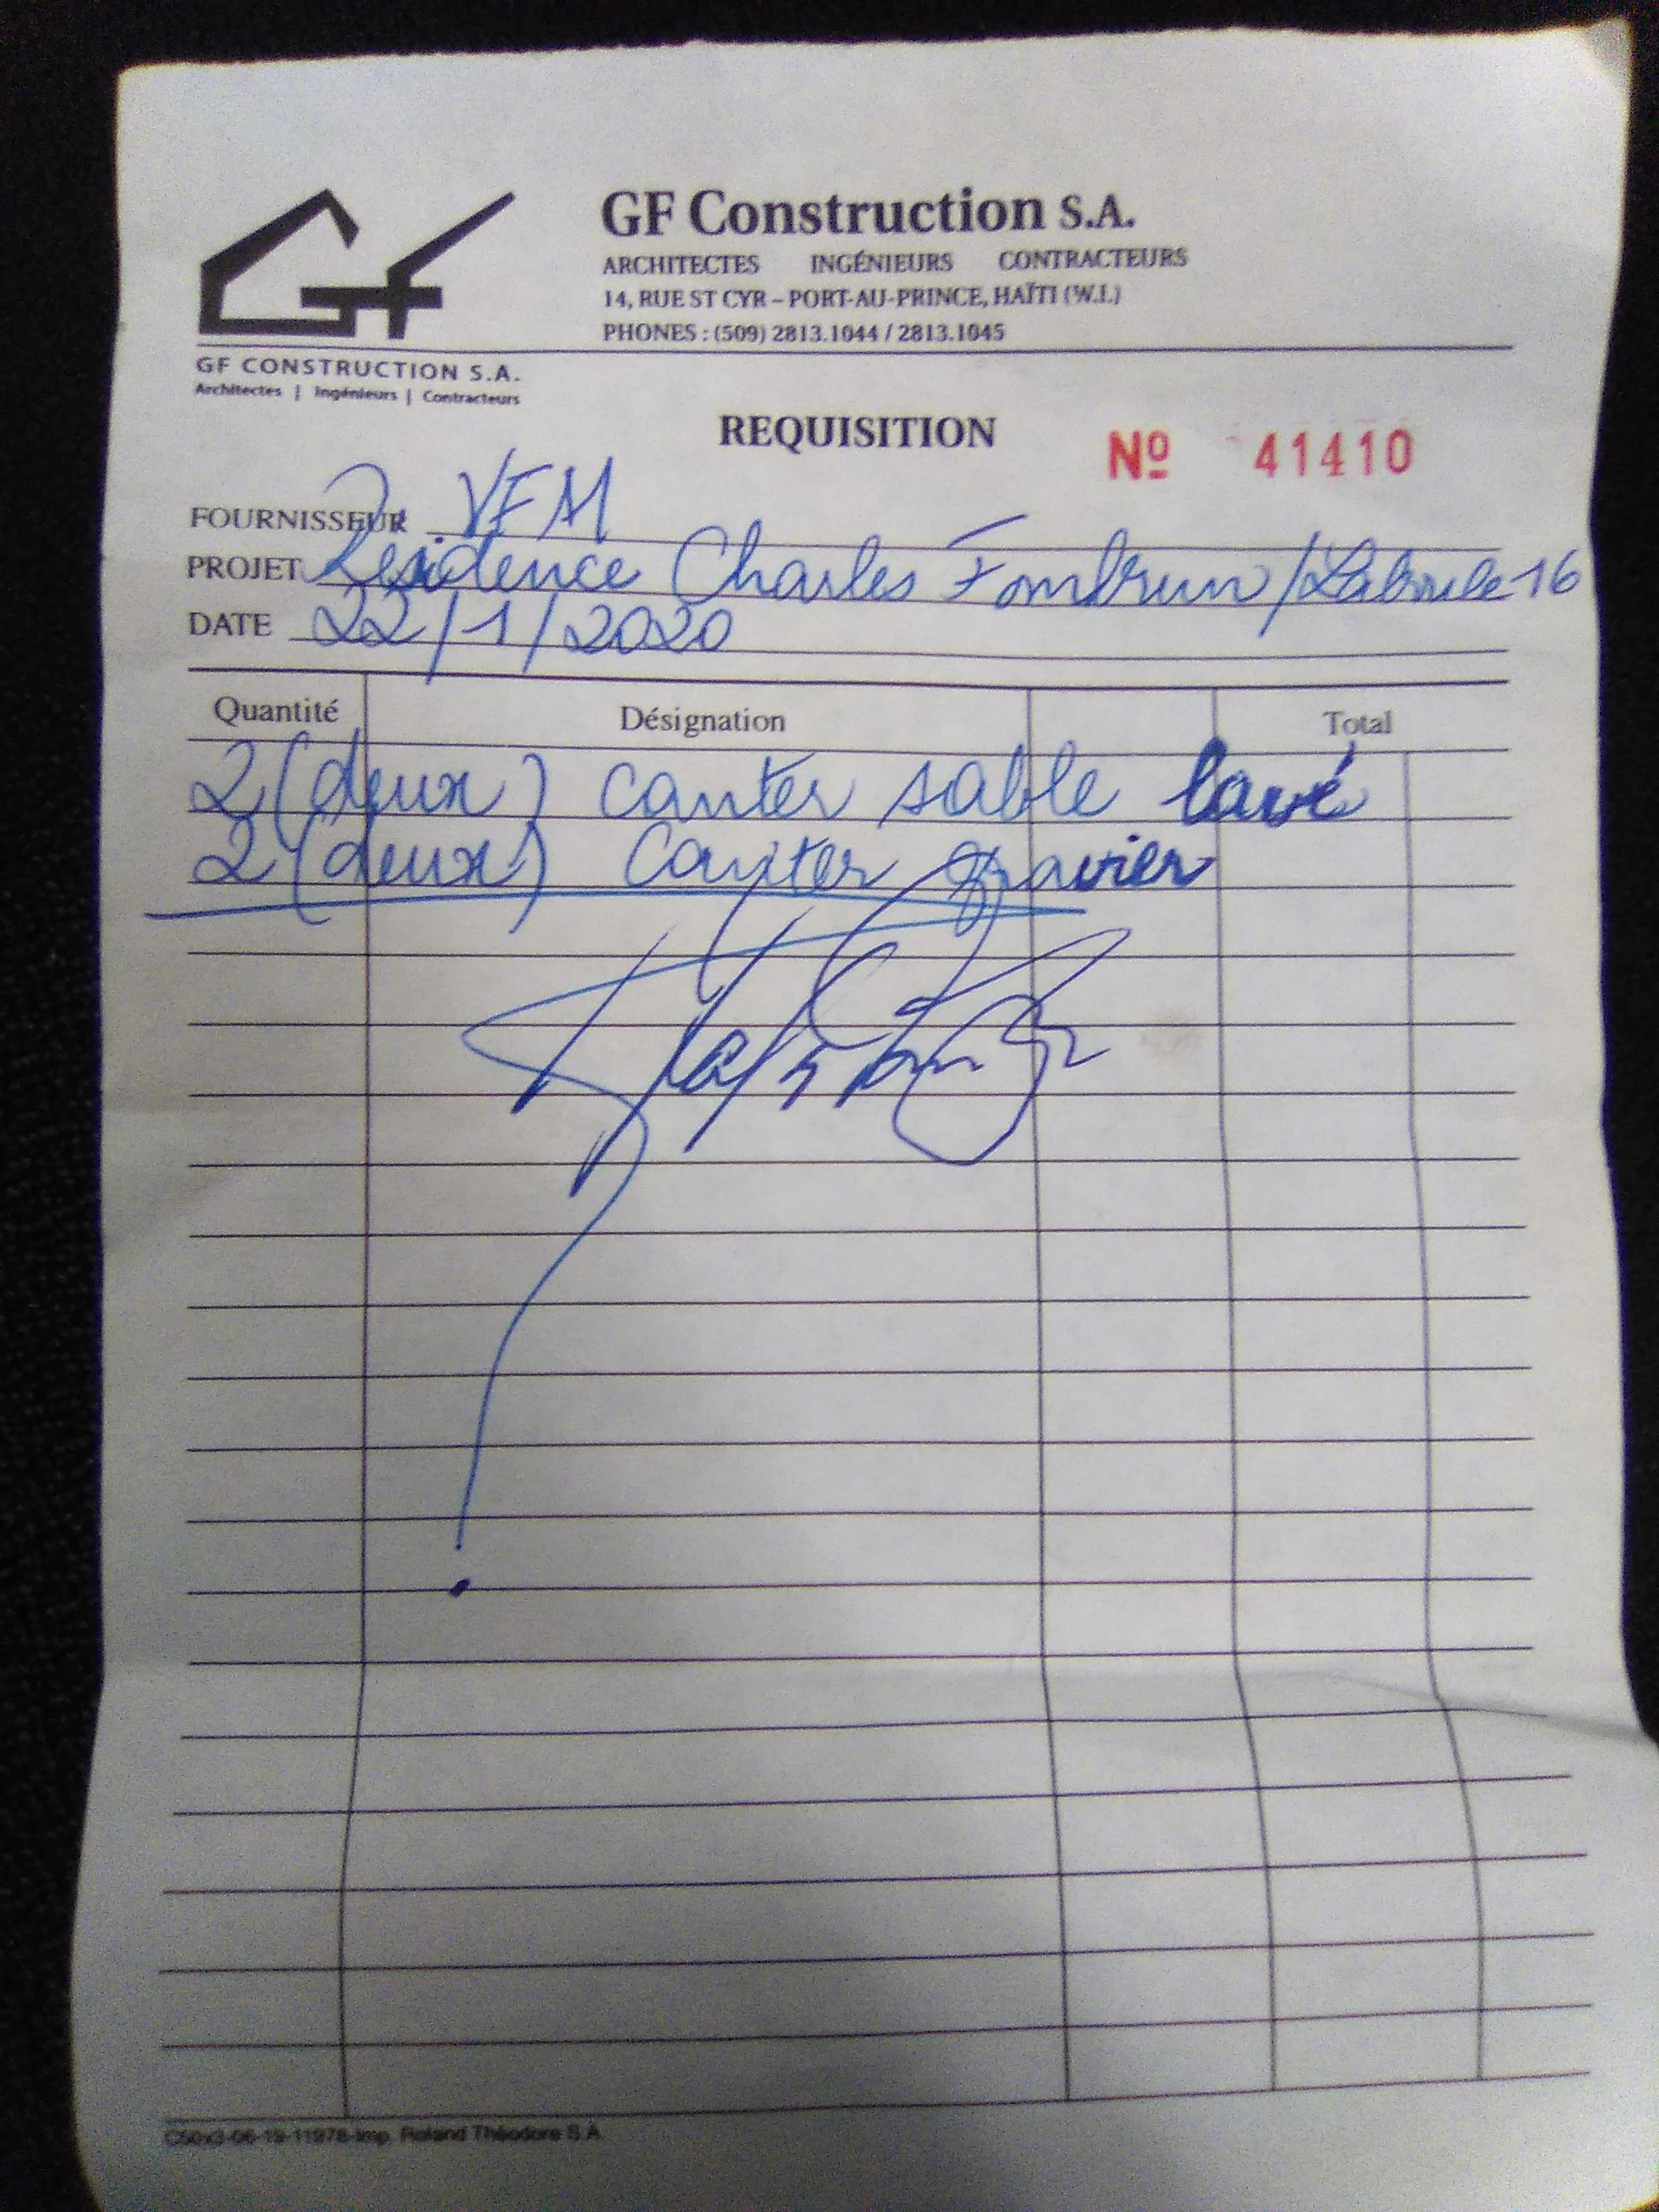 GF Construction S.A.
ARCHITECTES INGÉNIEURS CONTRACTEURS
14, RUE ST CYR – PORT-AU-PRINCE, HAÏTI (W.I.)
PHONES : (509) 2813.1044 / 2813.1045
GF CONSTRUCTION S.A.
Architectes | Ingénieurs | Contracteurs
REQUISITION Nº 41410
FOURNISSEUR VFM
PROJET Residence Charles Fombrun / Laboule 16
DATE 22/1/2020
Quantité Désignation Total
2 (deux) canter sable lavé
2 (deux) Canter gravier
C50x3-06-19-11978-Imp. Roland Théodore S.A.